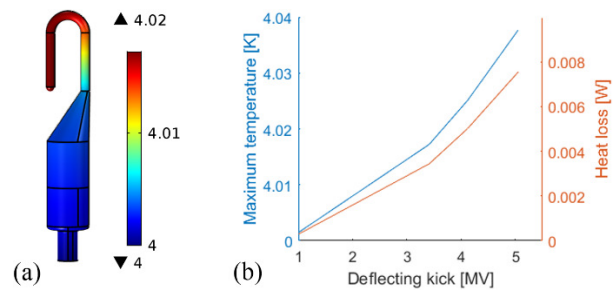 ▲ 4.02
4.01
4
▼ 4
(a)
4.04
4.03
4.02
4.01
0
Maximum temperature [K]
0.008
0.006
0.004
0.002
0
Heat loss [W]
1 2 3 4 5
Deflecting kick [MV]
(b)